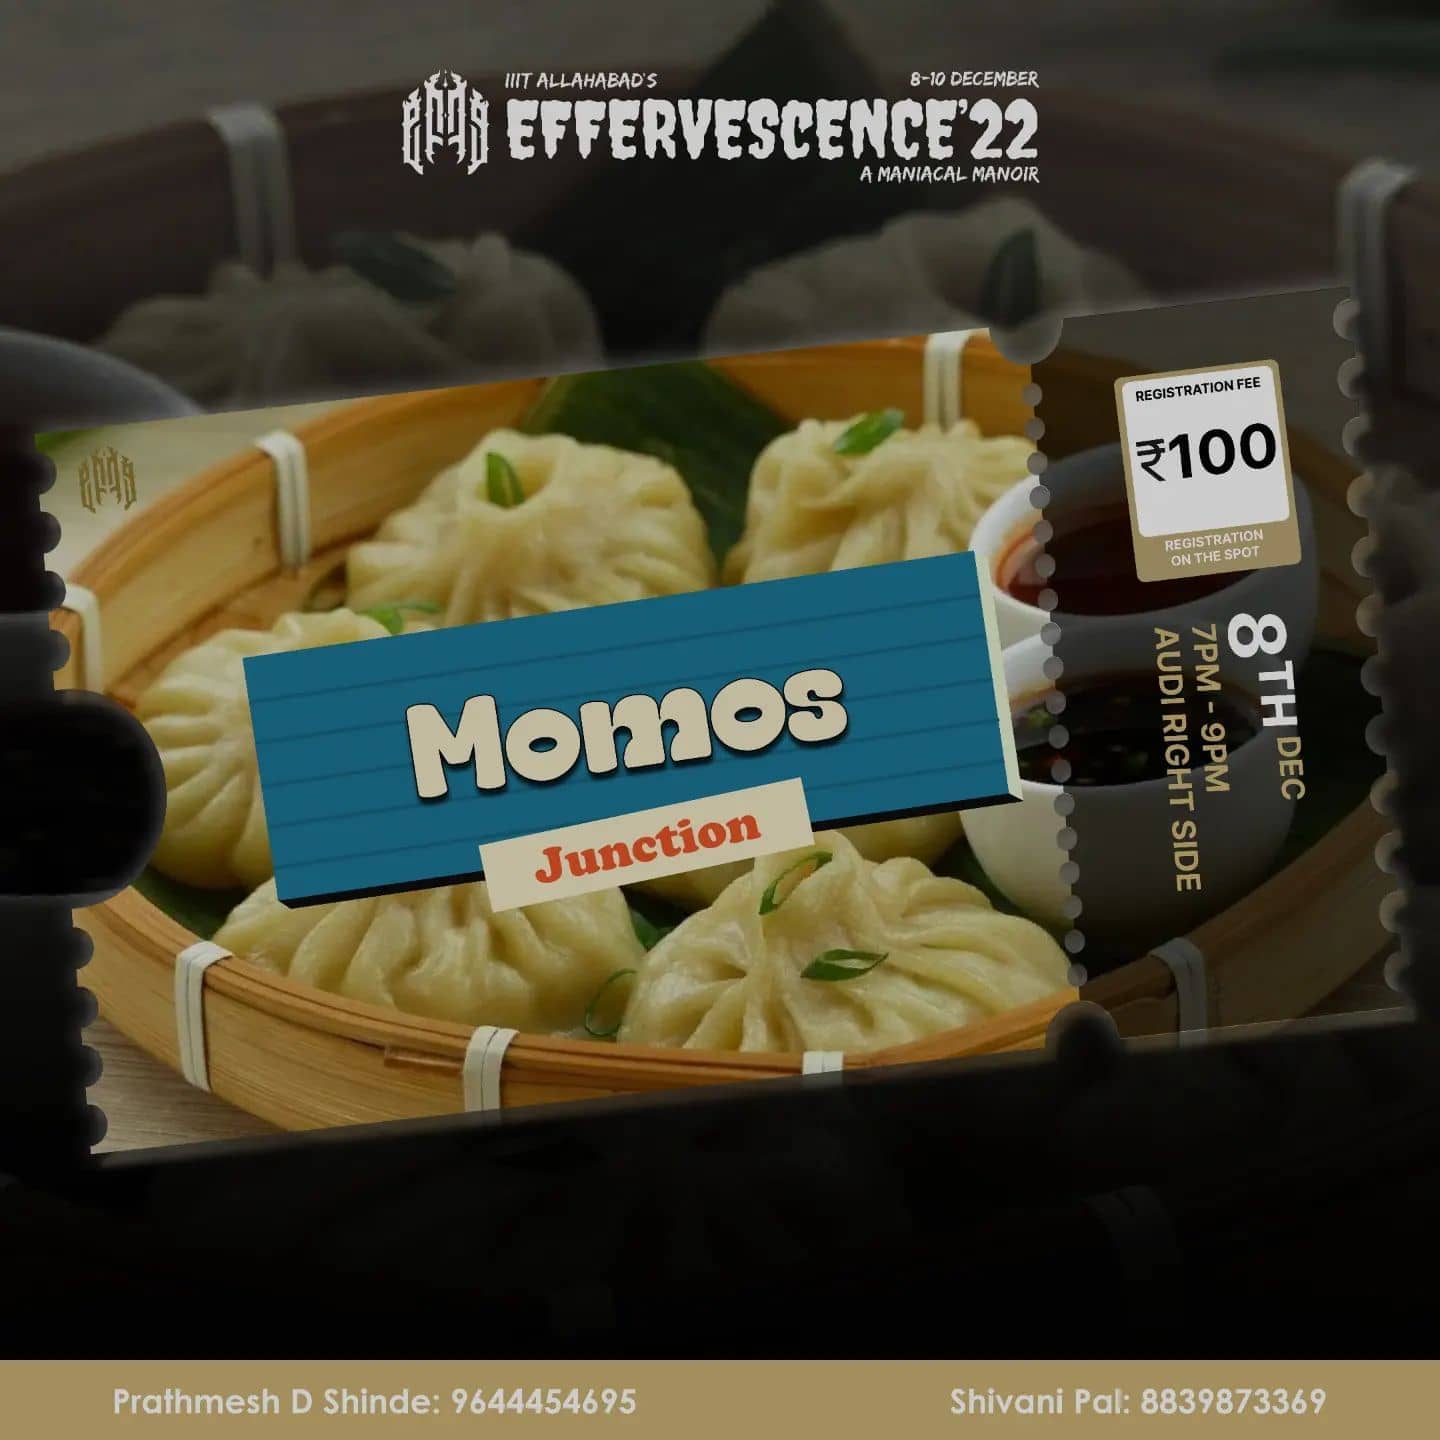 IIIT ALLAHABAD'S
8-10 DECEMBER
EFFERVESCENCE'22
A MANIACAL MANOIR
REGISTRATION FEE
₹100
REGISTRATION
ON THE SPOT
8TH DEC
7PM - 9PM
AUDI RIGHT SIDE
Momos
Junction
Prathmesh D Shinde: 9644454695
Shivani Pal: 8839873369